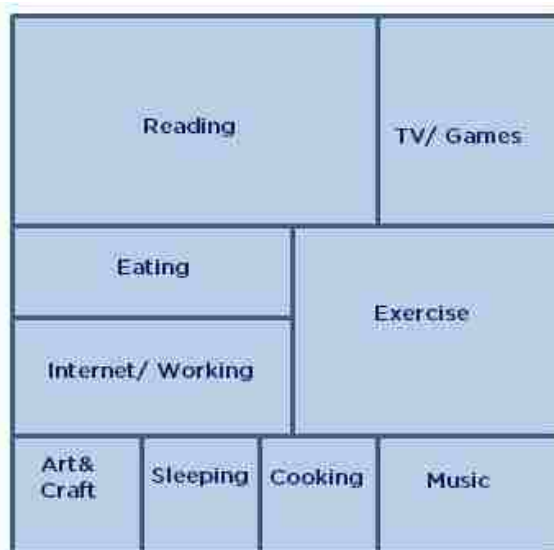 Reading
TV/ Games
Eating
Exercise
Internet/ Working
Art&
Craft
Sleeping
Cooking
Music